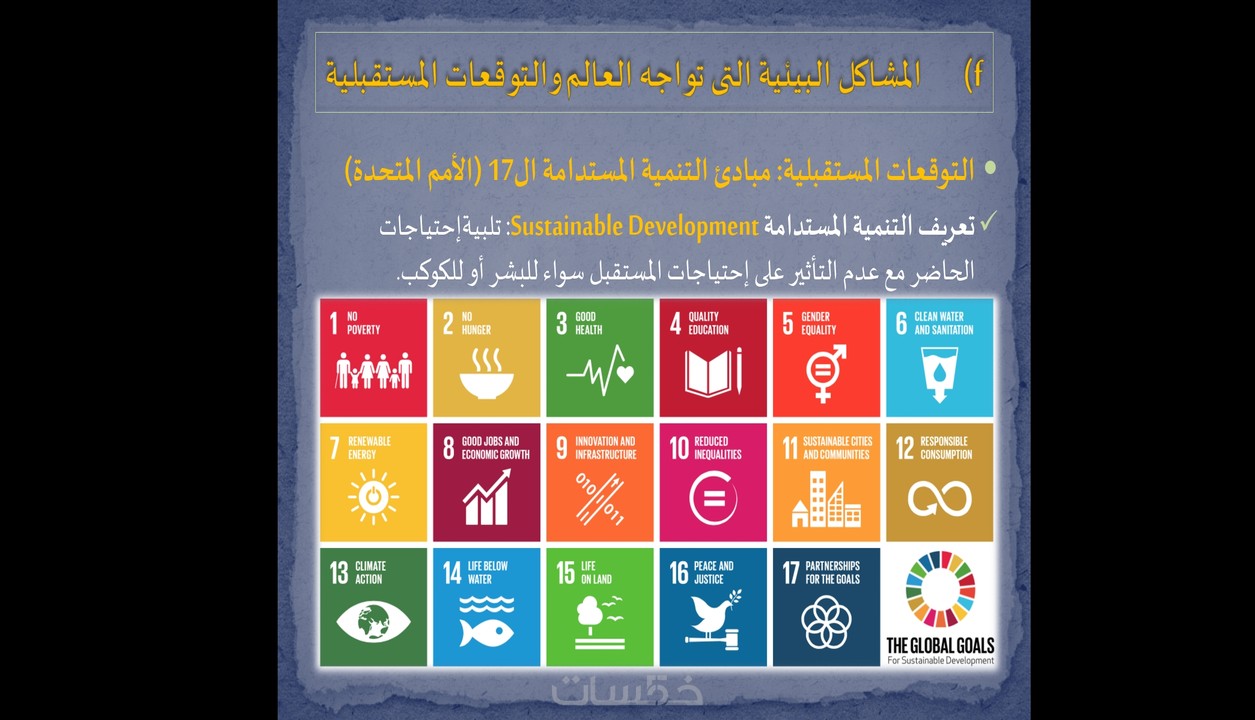 f) المشاكل البيئية التى تواجه العالم والتوقعات المستقبلية
• التوقعات المستقبلية: مبادئ التنمية المستدامة ال17 (الأمم المتحدة)
✓ تعريف التنمية المستدامة Sustainable Development: تلبية إحتياجات
الحاضر مع عدم التأثير على إحتياجات المستقبل سواء للبشر أو للكوكب.
1 NO
POVERTY
2 NO
HUNGER
3 GOOD
HEALTH
4 QUALITY
EDUCATION
5 GENDER
EQUALITY
6 CLEAN WATER
AND SANITATION
7 RENEWABLE
ENERGY
8 GOOD JOBS AND
ECONOMIC GROWTH
9 INNOVATION AND
INFRASTRUCTURE
010
011
10 REDUCED
INEQUALITIES
11 SUSTAINABLE CITIES
AND COMMUNITIES
12 RESPONSIBLE
CONSUMPTION
13 CLIMATE
ACTION
14 LIFE BELOW
WATER
15 LIFE
ON LAND
16 PEACE AND
JUSTICE
17 PARTNERSHIPS
FOR THE GOALS
THE GLOBAL GOALS
For Sustainable Development
خمسات